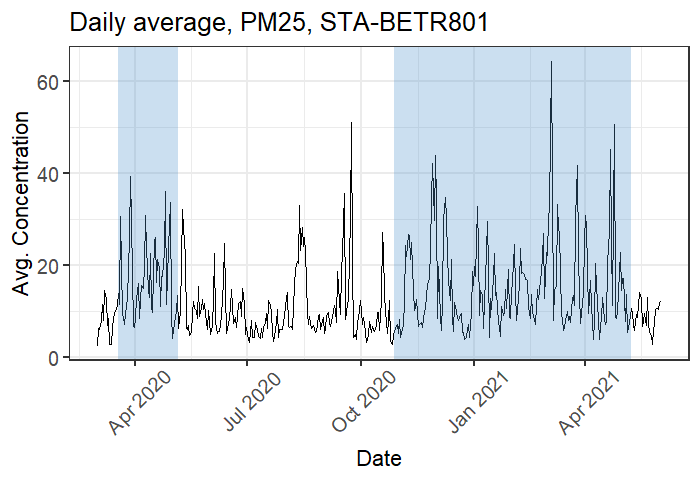 Daily average, PM25, STA-BETR801
Avg. Concentration
60
40
20
0
Apr 2020
Jul 2020
Oct 2020
Jan 2021
Apr 2021
Date